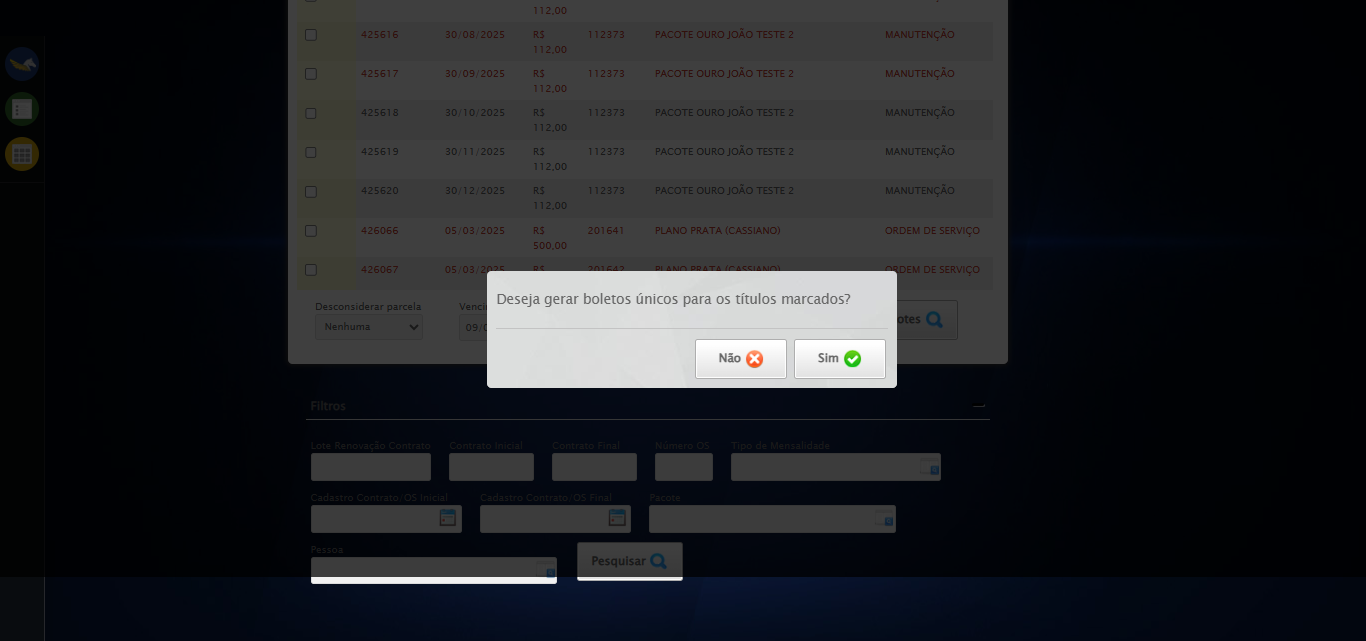 112,00
425616 30/08/2025 R$ 112373 PACOTE OURO JOÃO TESTE 2 MANUTENÇÃO
112,00
425617 30/09/2025 R$ 112373 PACOTE OURO JOÃO TESTE 2 MANUTENÇÃO
112,00
425618 30/10/2025 R$ 112373 PACOTE OURO JOÃO TESTE 2 MANUTENÇÃO
112,00
425619 30/11/2025 R$ 112373 PACOTE OURO JOÃO TESTE 2 MANUTENÇÃO
112,00
425620 30/12/2025 R$ 112373 PACOTE OURO JOÃO TESTE 2 MANUTENÇÃO
112,00
426066 05/03/2025 R$ 201641 PLANO PRATA (CASSIANO) ORDEM DE SERVIÇO
500,00
426067 05/03/2025 R$ 201642 PLANO PRATA (CASSIANO) ORDEM DE SERVIÇO
Deseja gerar boletos únicos para os títulos marcados?
Não Sim
Desconsiderar parcela
Nenhuma
Filtros
Lote Renovação Contrato Contrato Inicial Contrato Final Número OS Tipo de Mensalidade
Cadastro Contrato/OS Inicial Cadastro Contrato/OS Final Pacote
Pessoa
Pesquisar